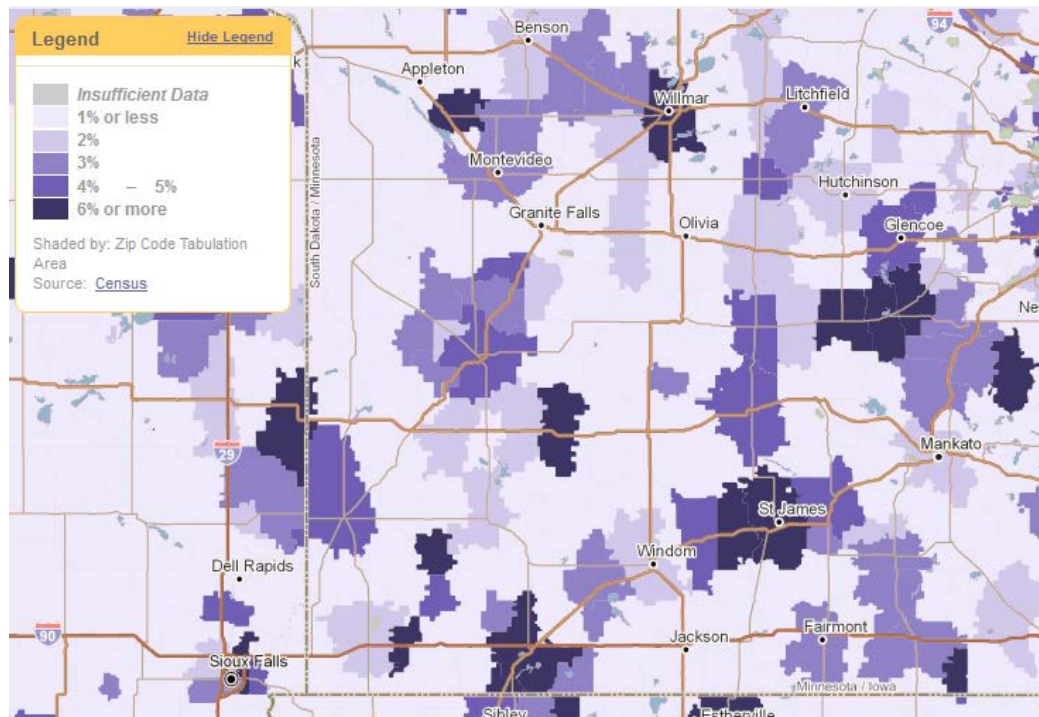 Legend Hide Legend
Insufficient Data
1% or less
2%
3%
4% – 5%
6% or more
Shaded by: Zip Code Tabulation
Area
Source: Census
k
94
Benson
Appleton
Willmar
Litchfield
Montevideo
Hutchinson
Granite Falls
Olivia
Glencoe
South Dakota / Minnesota
Ne
29
Mankato
St James
Windom
Dell Rapids
90
Jackson
Fairmont
Sioux Falls
Minnesota / Iowa
Sibley
Estherville